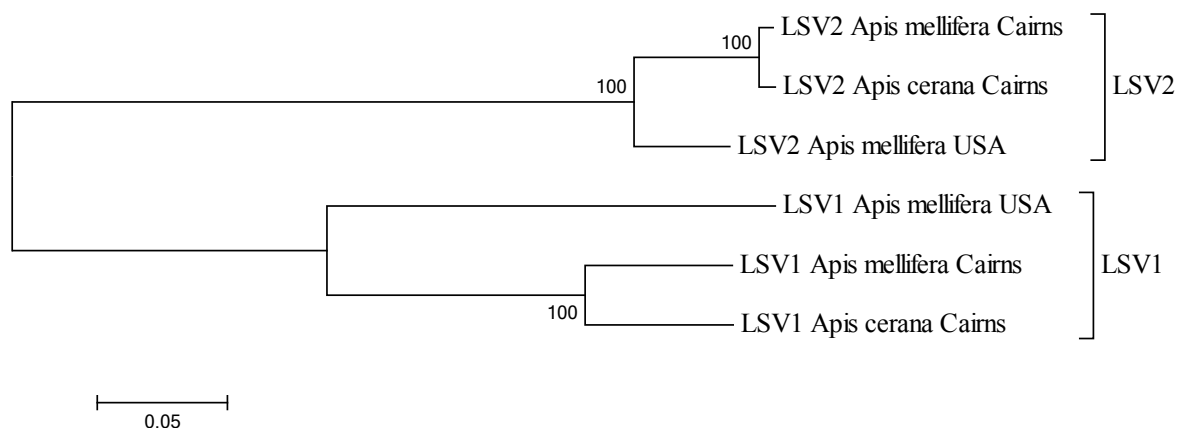 LSV2 Apis mellifera Cairns
100
LSV2 Apis cerana Cairns
100
LSV2
LSV2 Apis mellifera USA
LSV1 Apis mellifera USA
LSV1 Apis mellifera Cairns
LSV1
100
LSV1 Apis cerana Cairns
0.05